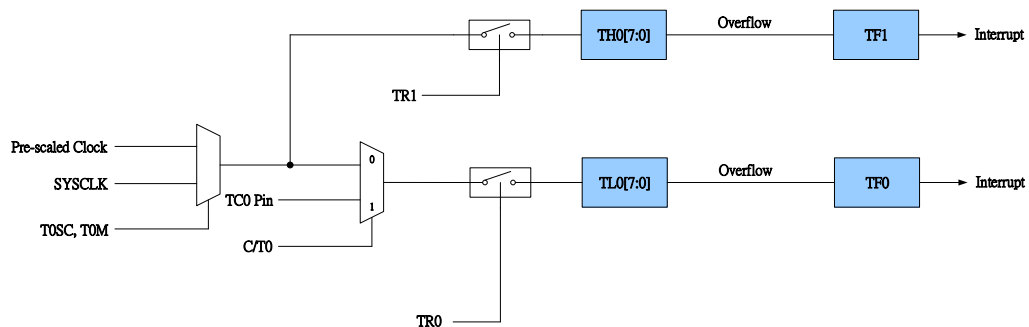 TH0[7:0]
Overflow
TF1
Interrupt
TR1
Pre-scaled Clock
0
SYSCLK
TL0[7:0]
Overflow
TF0
Interrupt
TC0 Pin
1
T0SC, T0M
C/T0
TR0